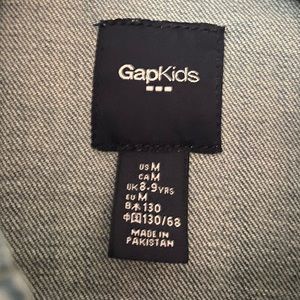 GapKids
US M
CA M
UK 8-9 YRS
EU M
日本 130
中国 130/68
MADE IN
PAKISTAN